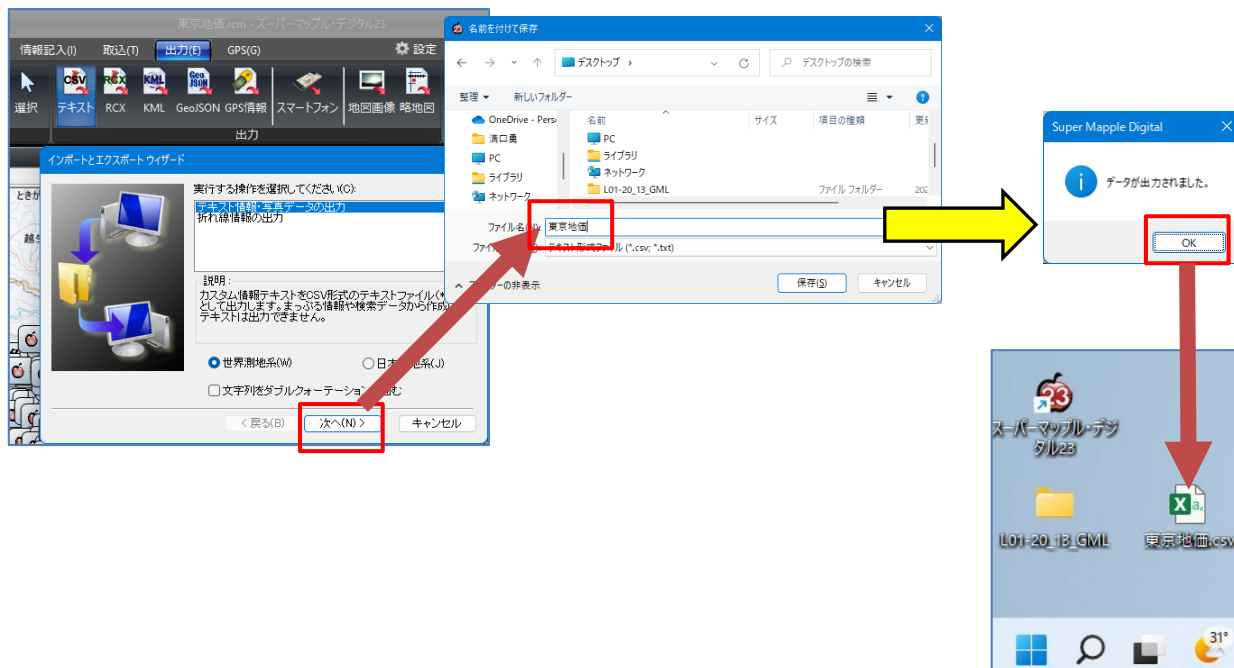 東京地価.rcm - スーパーマップル・デジタル23
情報記入(I) 取込(T) 出力(E) GPS(G) 設定
選択 テキスト RCX KML GeoJSON GPS情報 スマートフォン 地図画像 略地図
CSV RCX KML Geo JSON
出力
インポートとエクスポート ウィザード
実行する操作を選択してください(O):
テキスト情報・写真データの出力
折れ線情報の出力
説明:
カスタム情報テキストをCSV形式のテキストファイル(*
として出力します。まっぷる情報や検索データから作成
テキストは出力できません。
世界測地系(W) 日本 系(J)
文字列をダブルクォーテーション む
< 戻る(B) 次へ(N) > キャンセル
名前を付けて保存
デスクトップ デスクトップの検索
整理 新しいフォルダー
名前 サイズ 項目の種類 更
OneDrive - Pers
溝口勇
PC
ライブラリ
ネットワーク
PC
ライブラリ
ネットワーク
L01-20_13_GML ファイル フォルダー 202
ファイル名(N): 東京地価
テキスト形式ファイル (*.csv; *.txt)
ーの非表示 保存(S) キャンセル
Super Mapple Digital
データが出力されました。
OK
23
スーパーマップル・デジ
タル23
L01-20_13_GML 東京地価.csv
31°